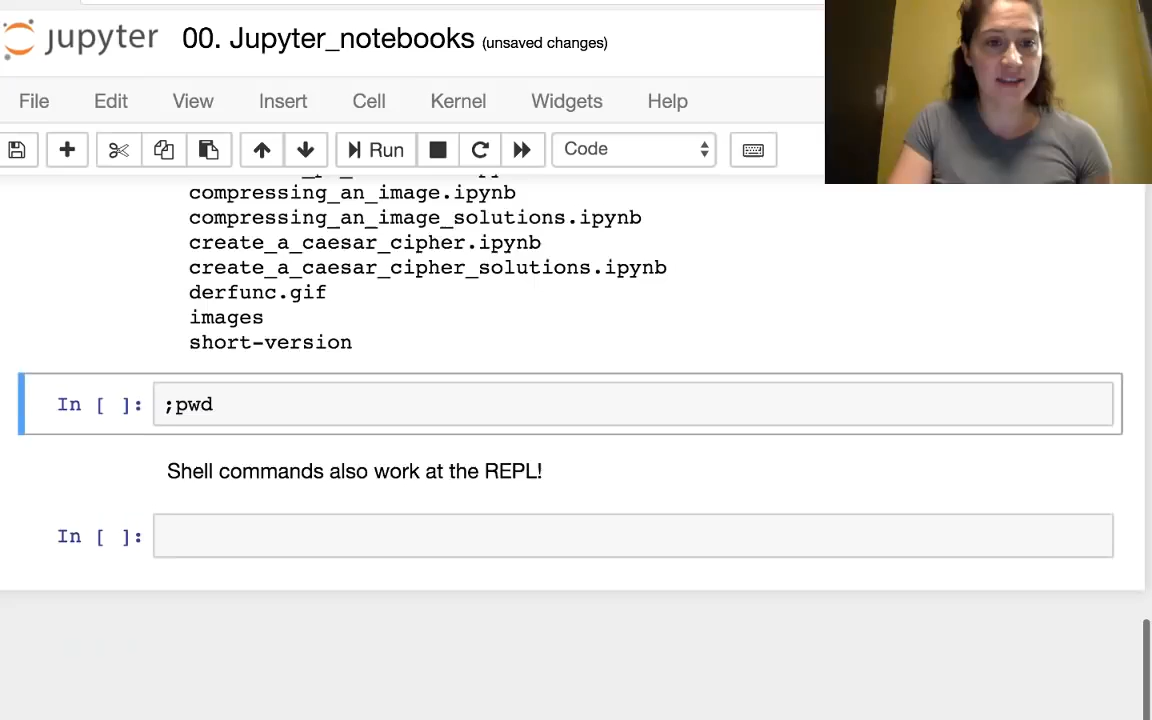 jupyter 00. Jupyter_notebooks (unsaved changes)
File Edit View Insert Cell Kernel Widgets Help
Run Code
compressing_an_image.ipynb
compressing_an_image_solutions.ipynb
create_a_caesar_cipher.ipynb
create_a_caesar_cipher_solutions.ipynb
derfunc.gif
images
short-version
In [ ]: ;pwd
Shell commands also work at the REPL!
In [ ]: